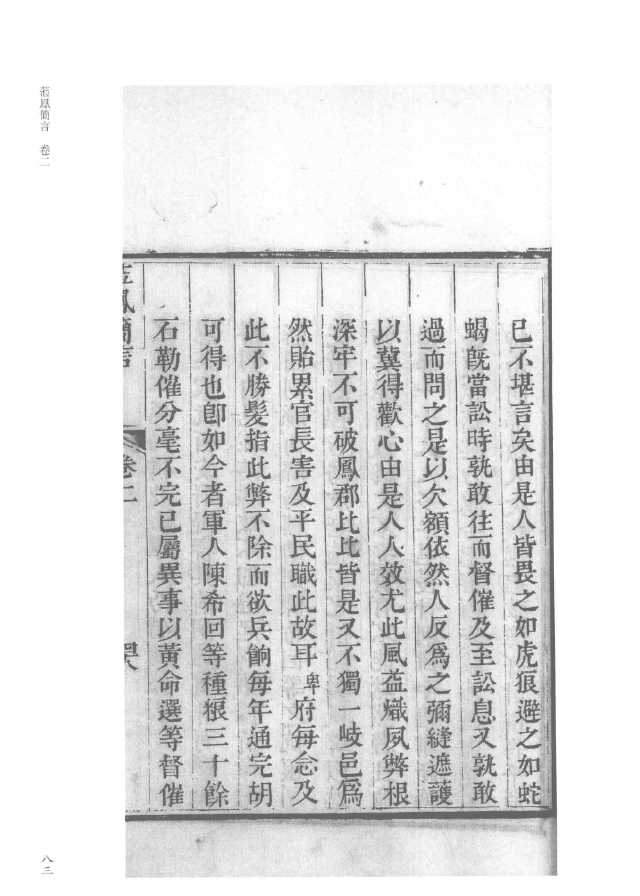 已不堪言矣由是人皆畏之如虎狼避之如蛇
蝎旣當訟時孰敢往而督催及至訟息又孰敢
過而問之是以欠額依然人反爲之彌縫遮護
以冀得歡心由是人人效尤此風益熾夙弊根
深牢不可破鳳郡比比皆是又不獨一岐邑爲
然貽累官長害及平民職此故耳卑府每念及
此不勝髮指此弊不除而欲兵餉每年通完胡
可得也卽如今者軍人陳希回等種粮三十餘
石勒催分毫不完已屬異事以黃命選等督催
鳳簡言 卷二
鳳簡言 卷二
八三